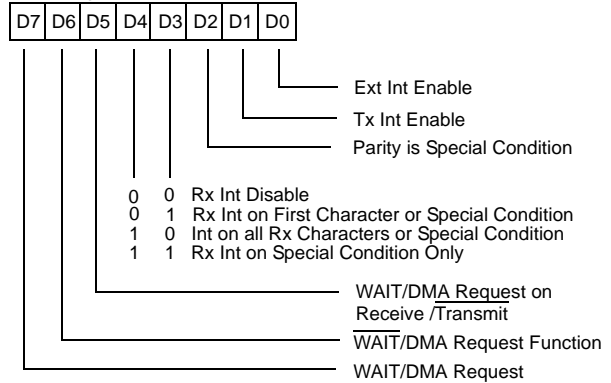 D7 D6 D5 D4 D3 D2 D1 D0
Ext Int Enable
Tx Int Enable
Parity is Special Condition
0 0 Rx Int Disable
0 1 Rx Int on First Character or Special Condition
1 0 Int on all Rx Characters or Special Condition
1 1 Rx Int on Special Condition Only
WAIT/DMA Request on
Receive /Transmit
WAIT/DMA Request Function
WAIT/DMA Request